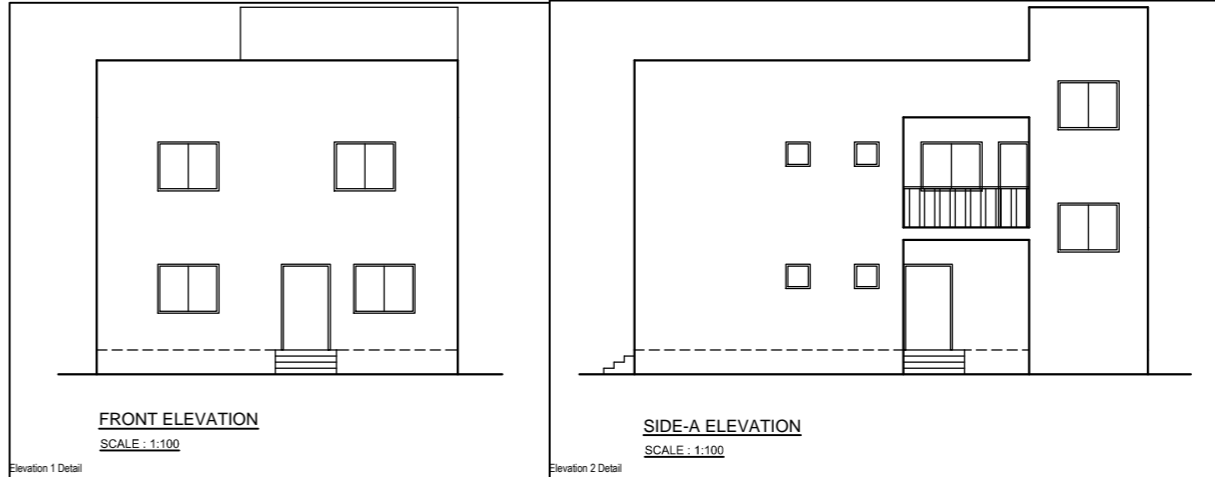 FRONT ELEVATION
SCALE : 1:100
Elevation 1 Detail
SIDE-A ELEVATION
SCALE : 1:100
Elevation 2 Detail